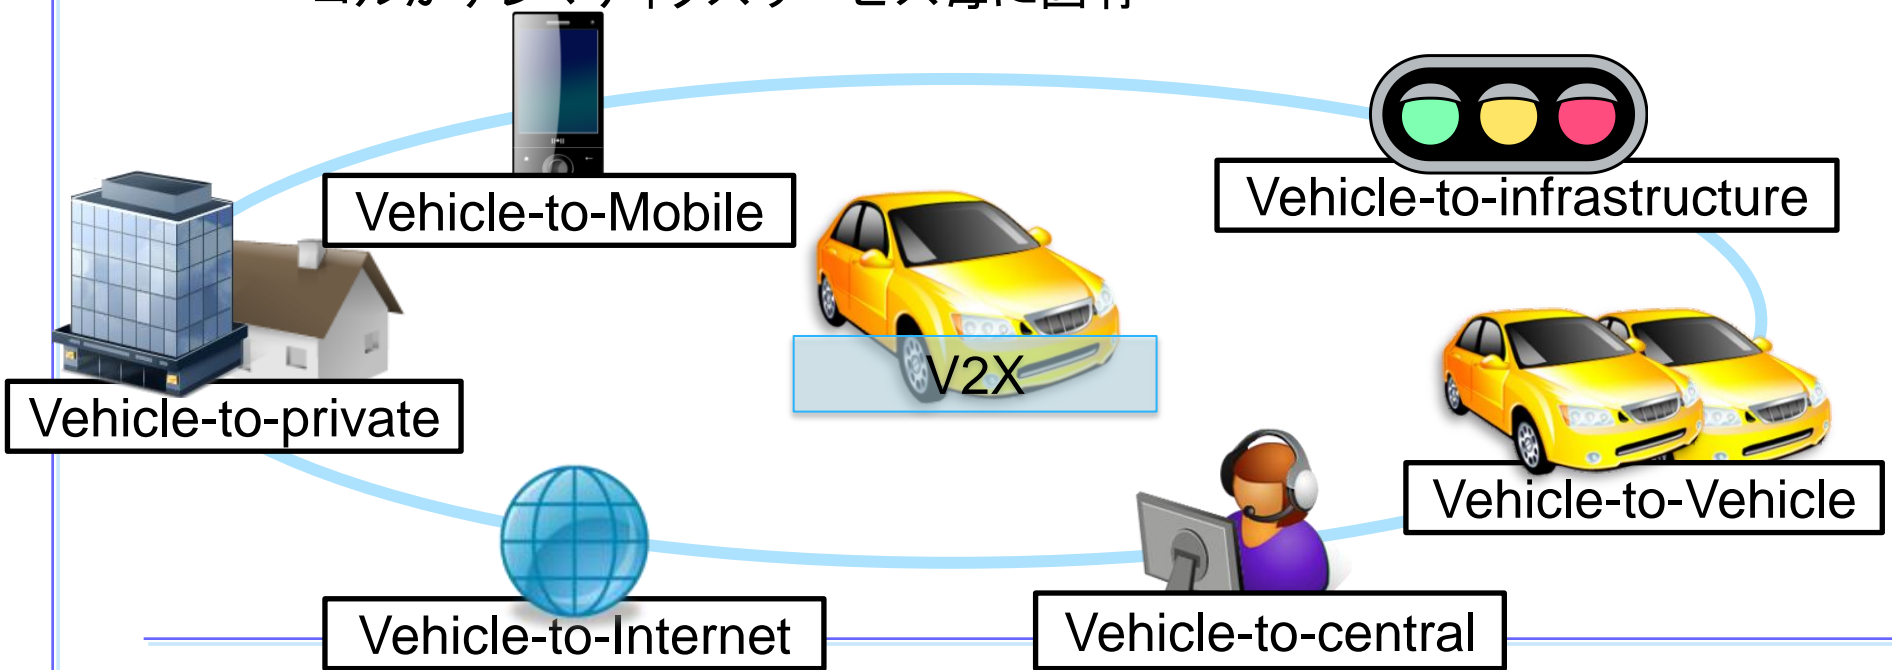 Vehicle-to-Mobile
Vehicle-to-infrastructure
V2X
Vehicle-to-private
Vehicle-to-Vehicle
Vehicle-to-Internet
Vehicle-to-central